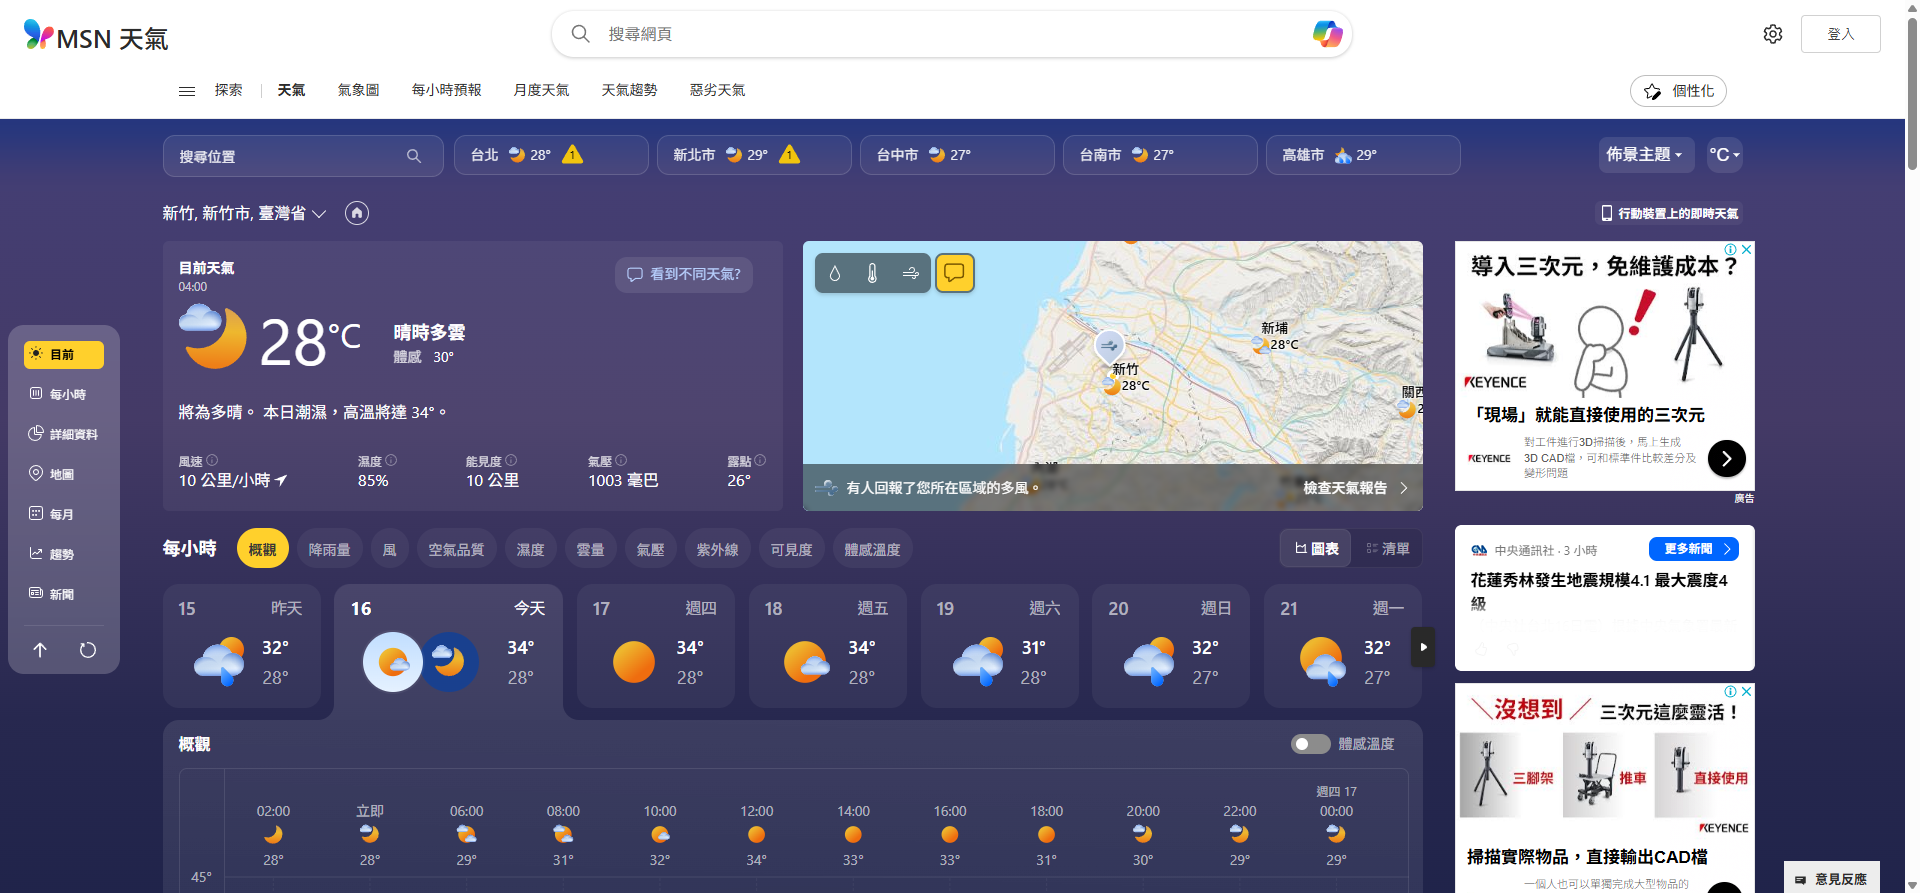 MSN 天氣
搜尋網頁
登入
探索
天氣
氣象圖
每小時預報
月度天氣
天氣趨勢
惡劣天氣
個性化
搜尋位置
台北 28° 1
新北市 29° 1
台中市 27°
台南市 27°
高雄市 29°
佈景主題
°C
新竹, 新竹市, 臺灣省
行動裝置上的即時天氣
目前天氣
04:00
看到不同天氣?
28°C
晴時多雲
體感 30°
將為多晴。 本日潮濕，高溫將達 34°。
風速
10 公里/小時
濕度
85%
能見度
10 公里
氣壓
1003 毫巴
露點
26°
新埔
28°C
新竹
28°C
有人回報了您所在區域的多風。
檢查天氣報告
目前
每小時
詳細資料
地圖
每月
趨勢
新聞
每小時
概觀
降雨量
風
空氣品質
濕度
雲量
氣壓
紫外線
可見度
體感溫度
圖表
清單
15 昨天
32°
28°
16 今天
34°
28°
17 週四
34°
28°
18 週五
34°
28°
19 週六
31°
28°
20 週日
32°
27°
21 週一
32°
27°
概觀
體感溫度
週四 17
02:00 立即 06:00 08:00 10:00 12:00 14:00 16:00 18:00 20:00 22:00 00:00
28° 28° 29° 31° 32° 34° 33° 33° 31° 30° 29° 29°
45°
導入三次元，免維護成本？
KEYENCE
「現場」就能直接使用的三次元
KEYENCE
對工件進行3D掃描後，馬上生成
3D CAD檔，可和標準件比較差分及
變形問題
廣告
中央通訊社 · 3 小時
更多新聞
花蓮秀林發生地震規模4.1 最大震度4
級
沒想到
三次元這麼靈活！
三腳架
推車
直接使用
KEYENCE
掃描實際物品，直接輸出CAD檔
一個人也可以單獨完成大型物品的
意見反應